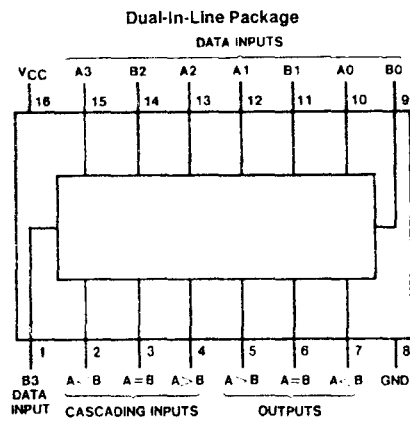 Dual-In-Line Package
DATA INPUTS
VCC A3 B2 A2 A1 B1 A0 B0
16 15 14 13 12 11 10 9
1 2 3 4 5 6 7 8
B3 A<B A=B A>B A>B A=B A<B GND
DATA
INPUT CASCADING INPUTS OUTPUTS